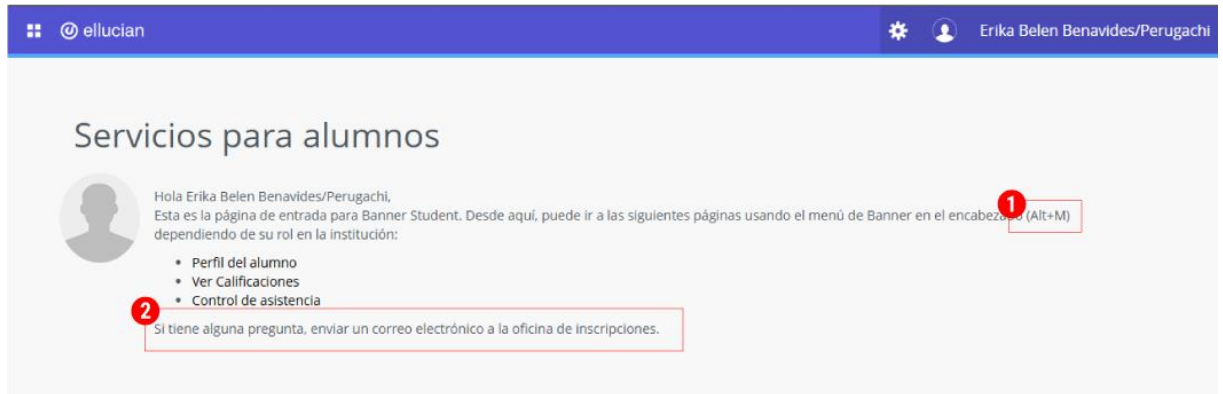 ellucian
Erika Belen Benavides/Perugachi
Servicios para alumnos
Hola Erika Belen Benavides/Perugachi,
1
Esta es la página de entrada para Banner Student. Desde aquí, puede ir a las siguientes páginas usando el menú de Banner en el (Alt+M)
dependiendo de su rol en la institución:
• Perfil del alumno
• Ver Calificaciones
• Control de asistencia
2
Si tiene alguna pregunta, enviar un correo electrónico a la oficina de inscripciones.